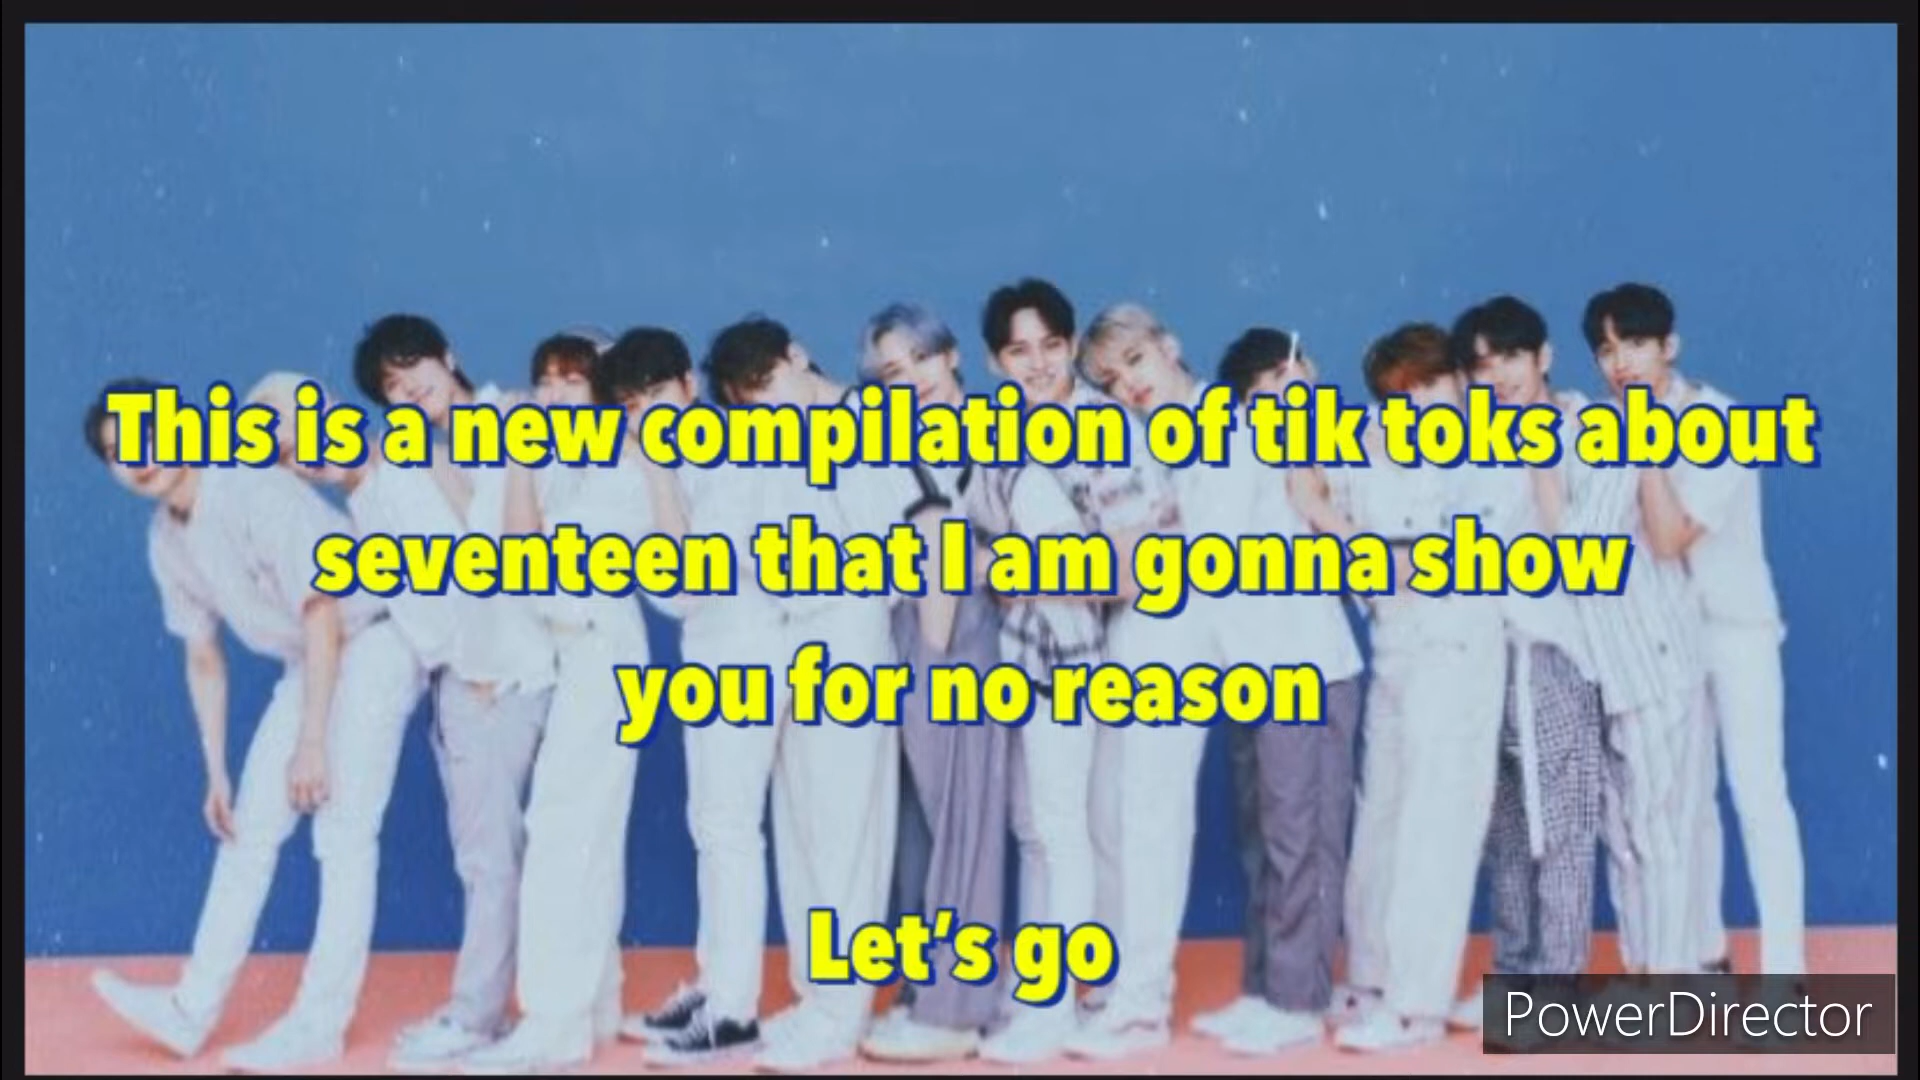 This is a new compilation of tik toks about
seventeen that I am gonna show
you for no reason
Let's go
PowerDirector